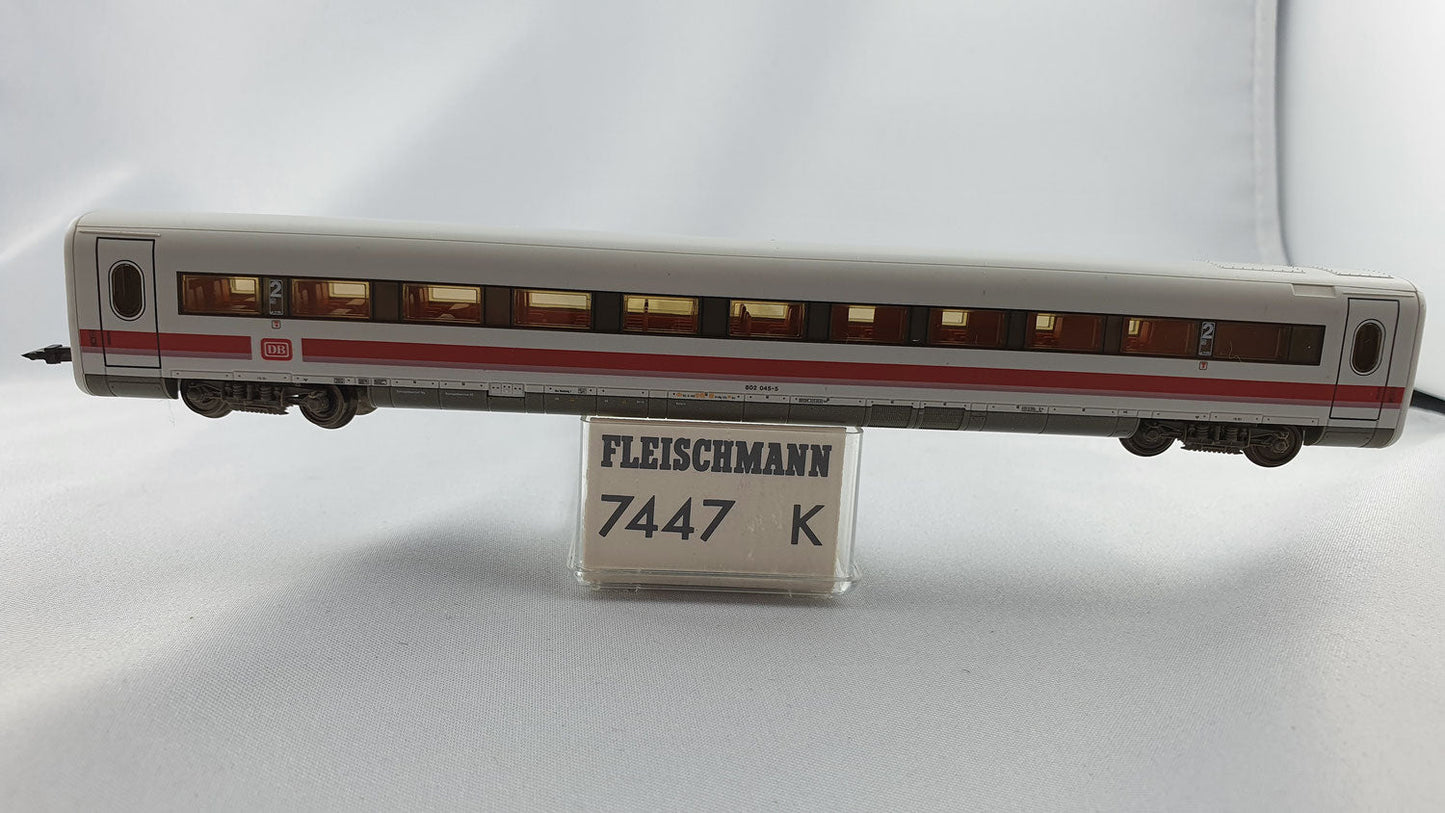 2
2
DB
802 045-5
FLEISCHMANN
7447 K